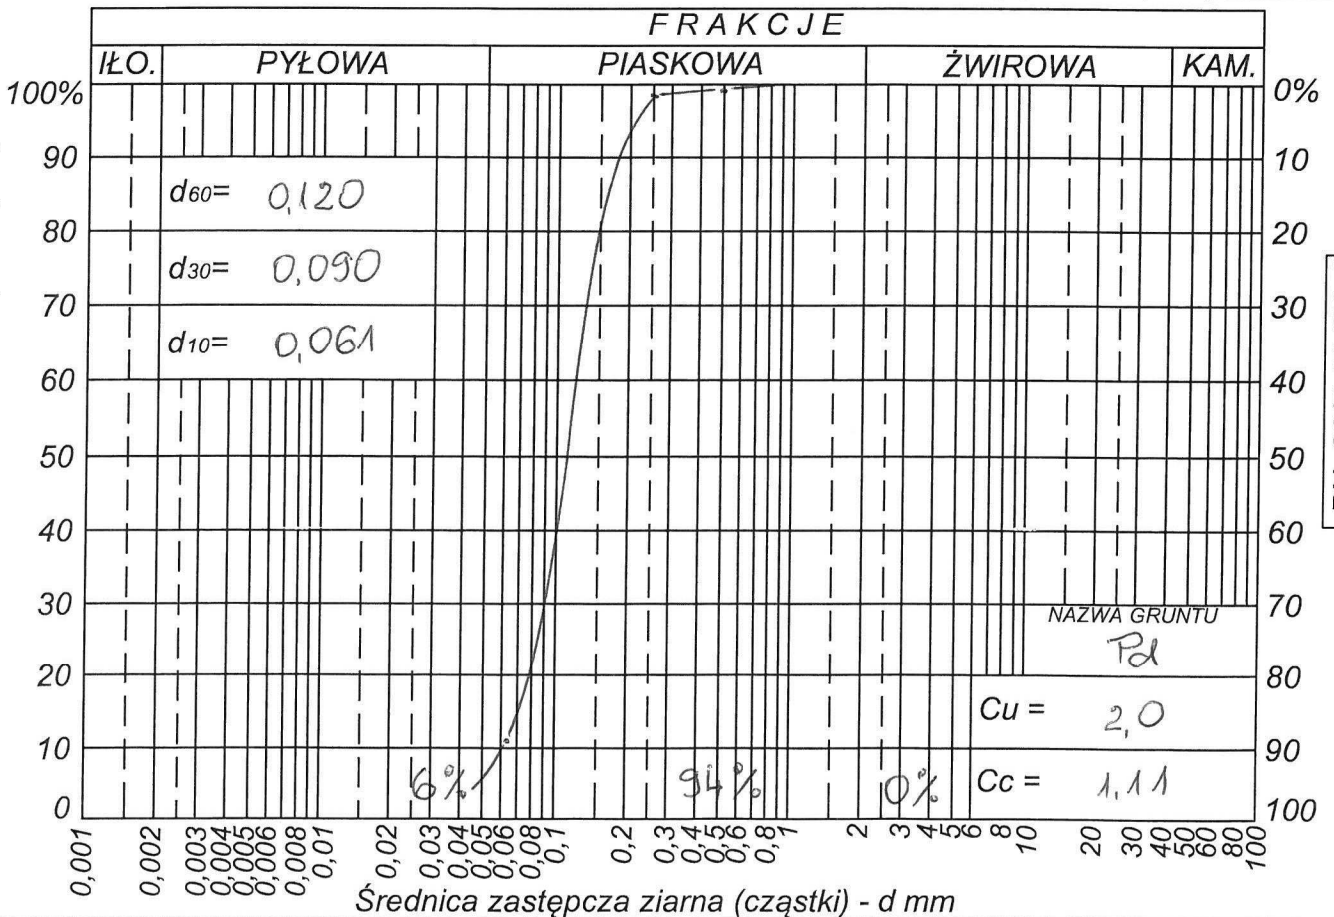 FRAKCJE
IŁO. PYŁOWA PIASKOWA ŻWIROWA KAM.
100% 0%
90 10
d60= 0,120
80 20
d30= 0,090
70 30
d10= 0,061
60 40
50 50
40 60
30 70
NAZWA GRUNTU
Pd
20 80
Cu = 2,0
10 90
6% 94% 0% Cc = 1,11
0 100
0,001 0,002 0,003 0,004 0,005 0,006 0,008 0,01 0,02 0,03 0,04 0,05 0,06 0,08 0,1 0,2 0,3 0,4 0,5 0,6 0,8 1 2 3 4 5 6 8 10 20 30 40 50 60 80 100
Średnica zastępcza ziarna (cząstki) - d mm